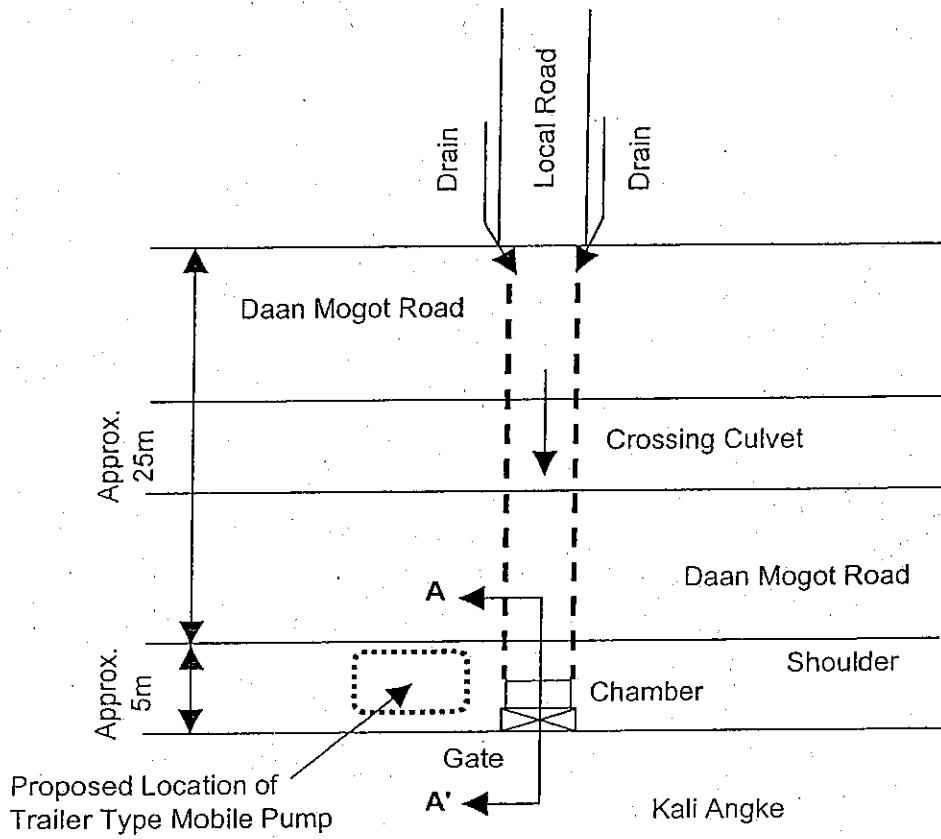 Drain
Local Road
Drain
Daan Mogot Road
Approx.
25m
Crossing Culvet
A
Daan Mogot Road
Approx.
5m
Shoulder
Chamber
Gate
Proposed Location of
Trailer Type Mobile Pump
A'
Kali Angke